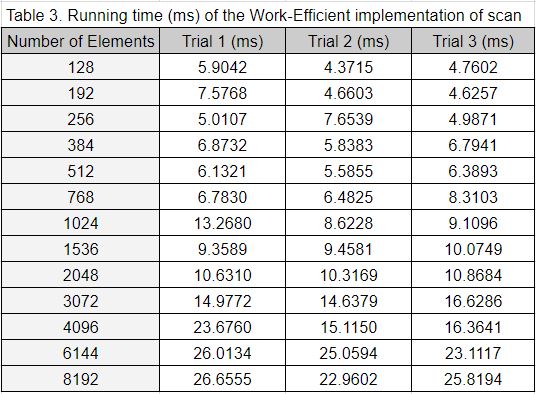 Table 3. Running time (ms) of the Work-Efficient implementation of scan
Number of Elements Trial 1 (ms) Trial 2 (ms) Trial 3 (ms)
128 5.9042 4.3715 4.7602
192 7.5768 4.6603 4.6257
256 5.0107 7.6539 4.9871
384 6.8732 5.8383 6.7941
512 6.1321 5.5855 6.3893
768 6.7830 6.4825 8.3103
1024 13.2680 8.6228 9.1096
1536 9.3589 9.4581 10.0749
2048 10.6310 10.3169 10.8684
3072 14.9772 14.6379 16.6286
4096 23.6760 15.1150 16.3641
6144 26.0134 25.0594 23.1117
8192 26.6555 22.9602 25.8194